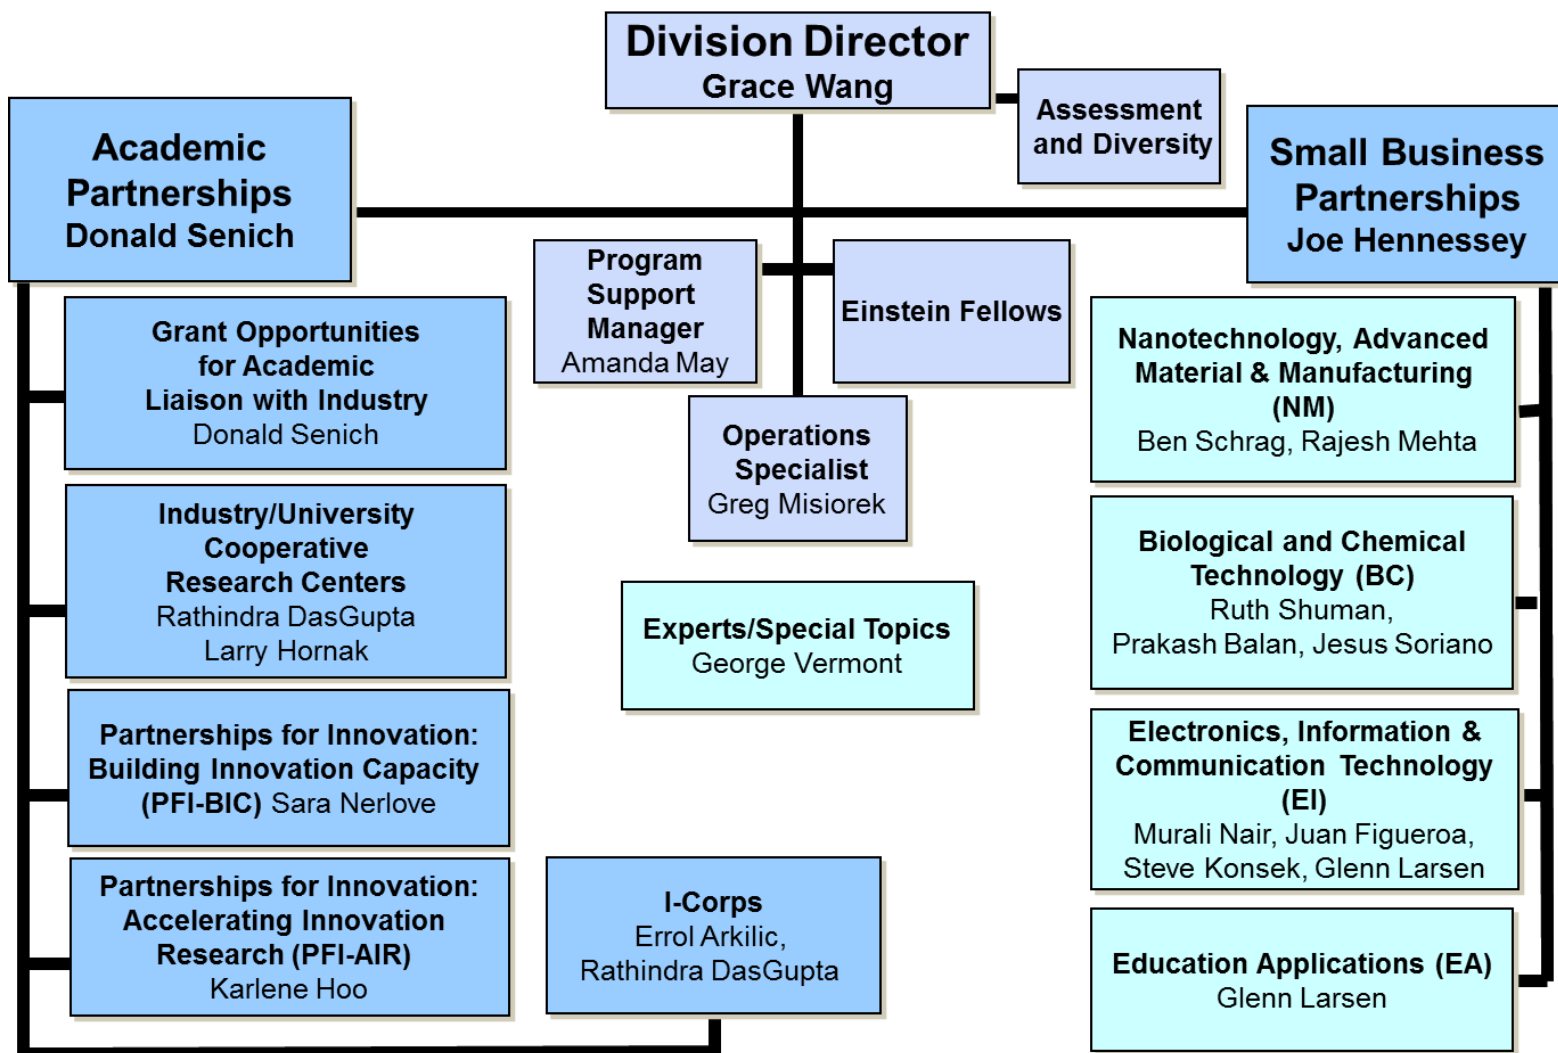 Division Director
Grace Wang
Assessment
and Diversity
Academic
Partnerships
Donald Senich
Small Business
Partnerships
Joe Hennessey
Program
Support
Manager
Amanda May
Einstein Fellows
Operations
Specialist
Greg Misiorek
Grant Opportunities
for Academic
Liaison with Industry
Donald Senich
Industry/University
Cooperative
Research Centers
Rathindra DasGupta
Larry Hornak
Partnerships for Innovation:
Building Innovation Capacity
(PFI-BIC) Sara Nerlove
Partnerships for Innovation:
Accelerating Innovation
Research (PFI-AIR)
Karlene Hoo
I-Corps
Errol Arkilic,
Rathindra DasGupta
Experts/Special Topics
George Vermont
Nanotechnology, Advanced
Material & Manufacturing
(NM)
Ben Schrag, Rajesh Mehta
Biological and Chemical
Technology (BC)
Ruth Shuman,
Prakash Balan, Jesus Soriano
Electronics, Information &
Communication Technology
(EI)
Murali Nair, Juan Figueroa,
Steve Konsek, Glenn Larsen
Education Applications (EA)
Glenn Larsen